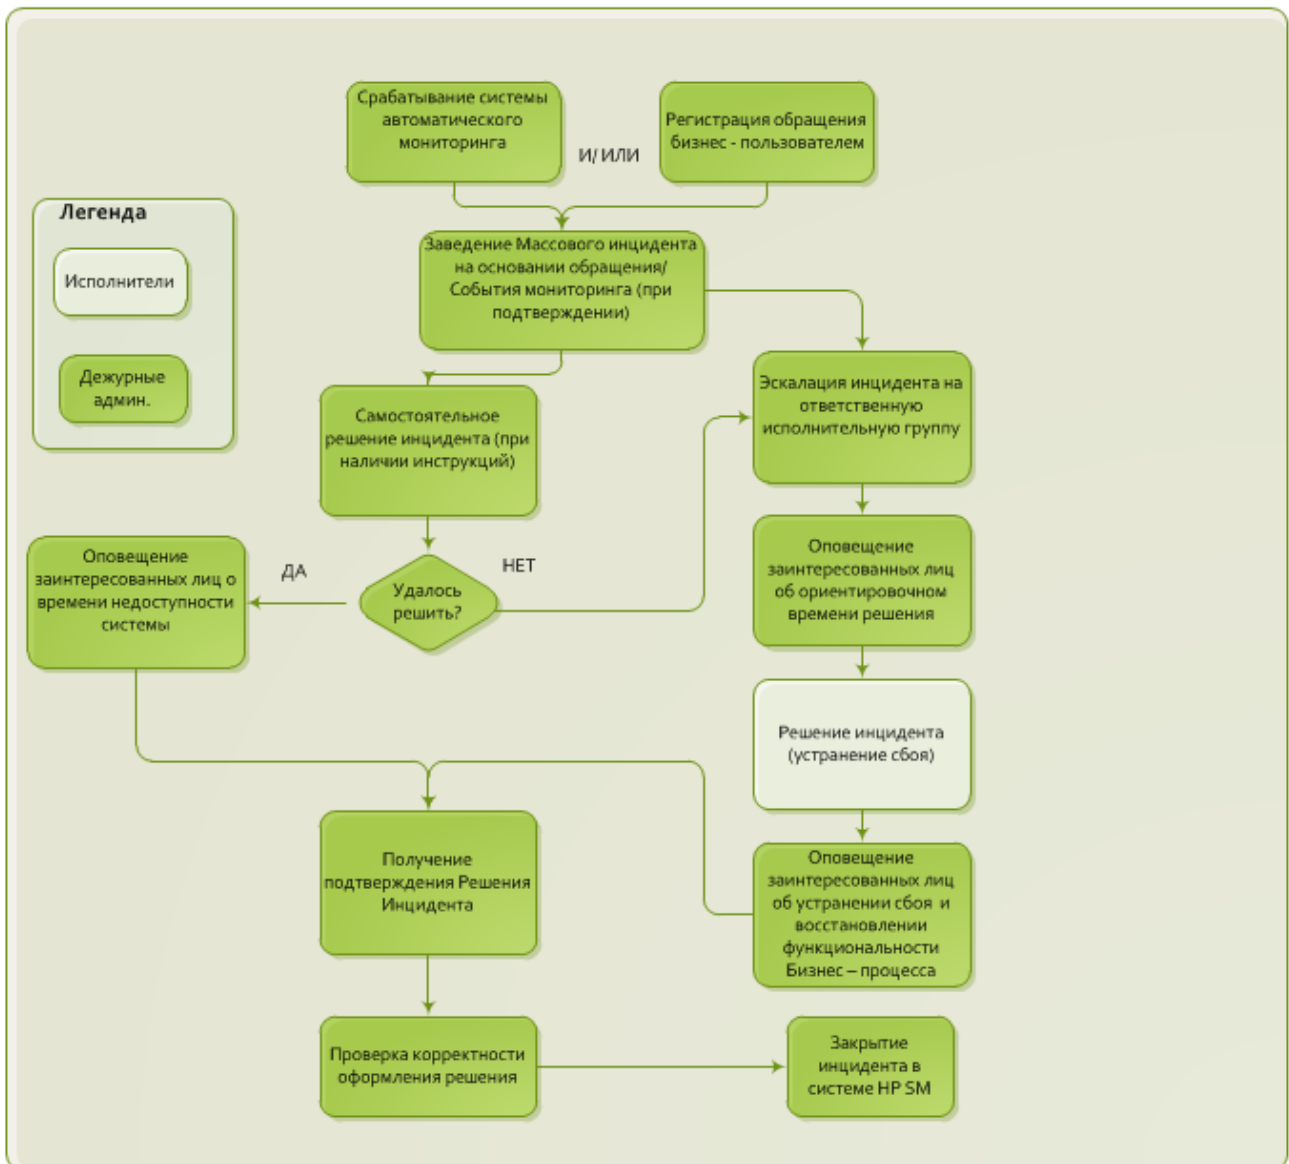 Срабатывание системы
автоматического
мониторинга
И/ ИЛИ
Регистрация обращения
бизнес - пользователем
Легенда
Исполнители
Дежурные
админ.
Заведение Массового инцидента
на основании обращения/
События мониторинга (при
подтверждении)
Самостоятельное
решение инцидента (при
наличии инструкций)
Эскалация инцидента на
ответственную
исполнительную группу
Оповещение
заинтересованных лиц о
времени недоступности
системы
ДА
Удалось
решить?
НЕТ
Оповещение
заинтересованных лиц
об ориентировочном
времени решения
Решение инцидента
(устранение сбоя)
Получение
подтверждения Решения
Инцидента
Оповещение
заинтересованных лиц
об устранении сбоя и
восстановлении
функциональности
Бизнес – процесса
Проверка корректности
оформления решения
Закрытие
инцидента в
системе HP SM